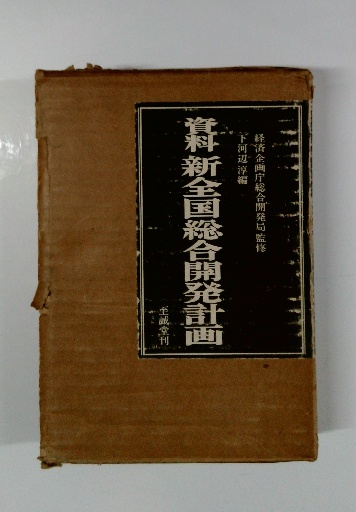 経済企画庁総合開発局監修
下河辺淳編
資料新全国総合開発計画
至誠堂刊